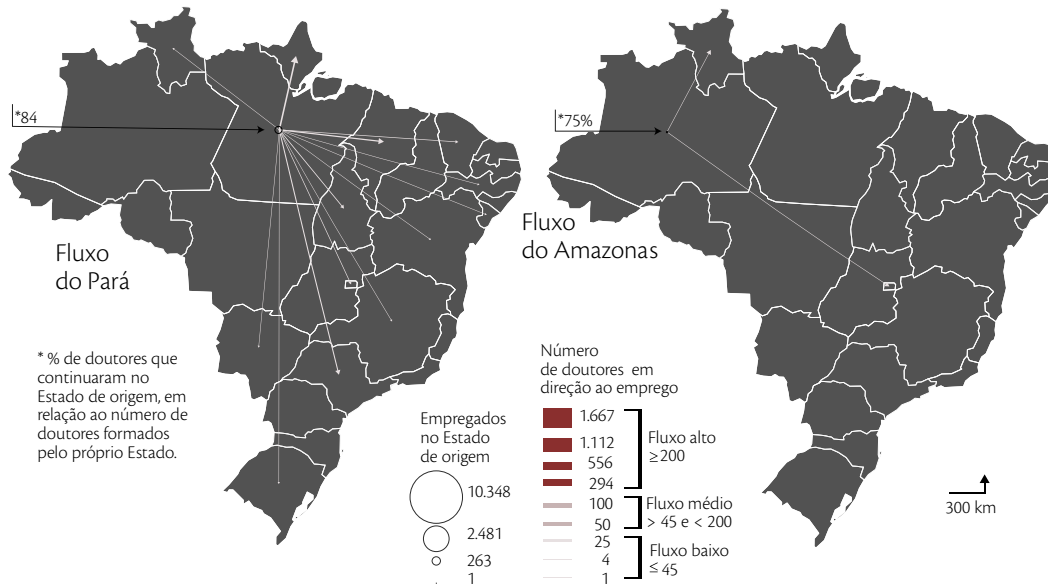 *84
Fluxo
do Pará
* % de doutores que
continuaram no
Estado de origem, em
relação ao número de
doutores formados
pelo próprio Estado.
*75%
Fluxo
do Amazonas
Empregados
no Estado
de origem
10.348
2.481
263
1
Número
de doutores em
direção ao emprego
1.667
1.112
556
294
100
50
25
4
1
Fluxo alto
≥200
Fluxo médio
> 45 e < 200
Fluxo baixo
≤ 45
300 km